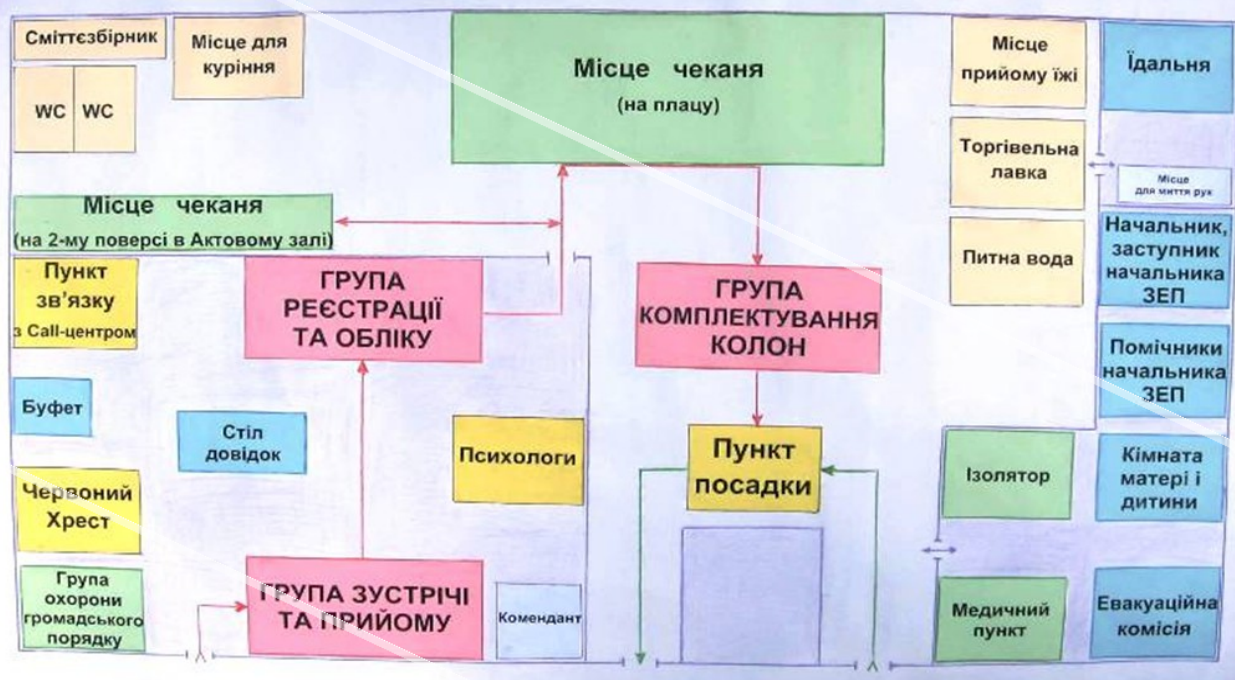 Сміттєзбірник
Місце для
куріння
WC WC
Місце чеканя
(на плацу)
Місце
прийому їжі
Їдальня
Торгівельна
лавка
Місце
для миття рук
Місце чеканя
(на 2-му поверсі в Актовому залі)
Питна вода
Начальник,
заступник
начальника
ЗЕП
Пункт
зв'язку
з Call-центром
ГРУПА
РЕЄСТРАЦІЇ
ТА ОБЛІКУ
ГРУПА
КОМПЛЕКТУВАННЯ
КОЛОН
Помічники
начальника
ЗЕП
Буфет
Стіл
довідок
Психологи
Пункт
посадки
Ізолятор
Кімната
матері і
дитини
Червоний
Хрест
Група
охорони
громадського
порядку
ГРУПА ЗУСТРІЧІ
ТА ПРИЙОМУ
Комендант
Медичний
пункт
Евакуаційна
комісія